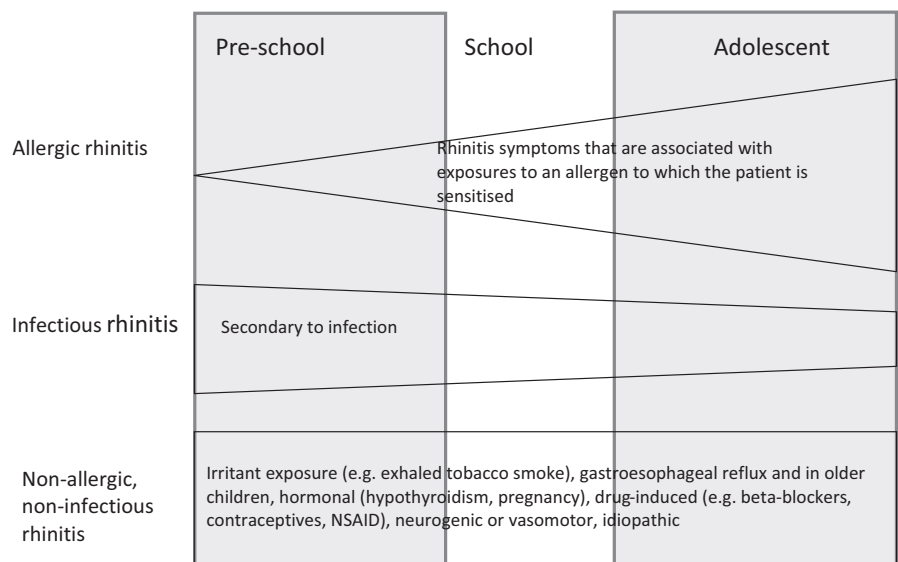 Pre-school School Adolescent
Allergic rhinitis
Rhinitis symptoms that are associated with
exposures to an allergen to which the patient is
sensitised
Infectious rhinitis
Secondary to infection
Non-allergic,
non-infectious
rhinitis
Irritant exposure (e.g. exhaled tobacco smoke), gastroesophageal reflux and in older
children, hormonal (hypothyroidism, pregnancy), drug-induced (e.g. beta-blockers,
contraceptives, NSAID), neurogenic or vasomotor, idiopathic